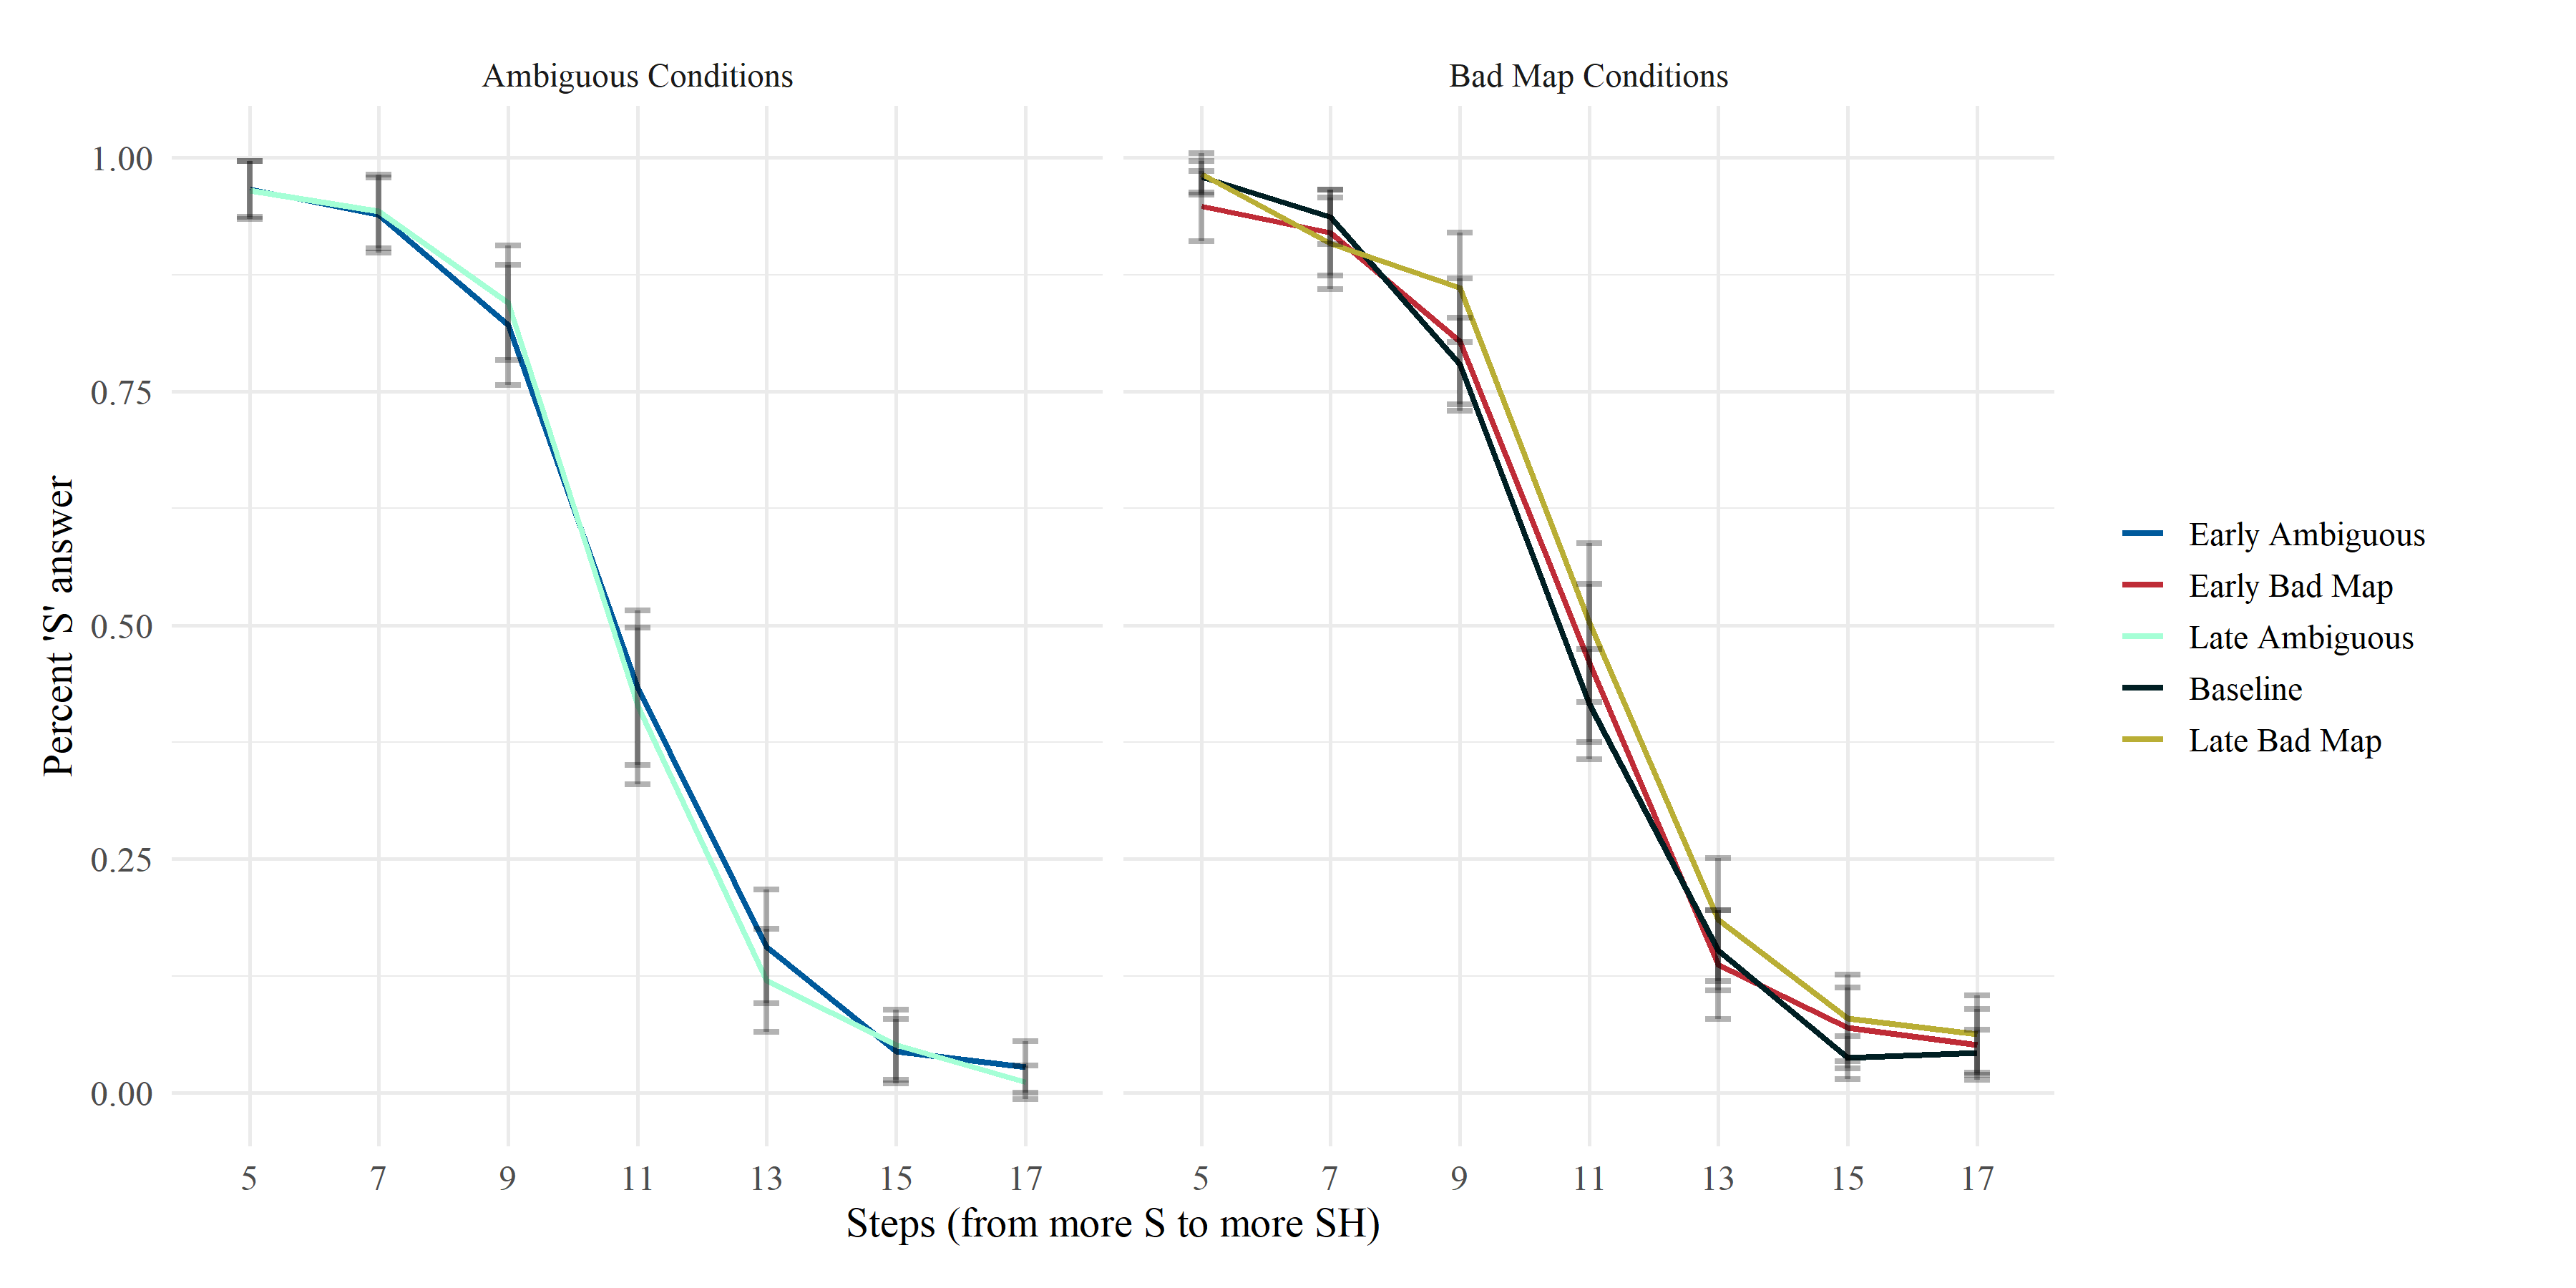 Ambiguous Conditions
Bad Map Conditions
1.00
0.75
0.50
0.25
0.00
Percent 'S' answer
5 7 9 11 13 15 17
5 7 9 11 13 15 17
Steps (from more S to more SH)
Early Ambiguous
Early Bad Map
Late Ambiguous
Baseline
Late Bad Map